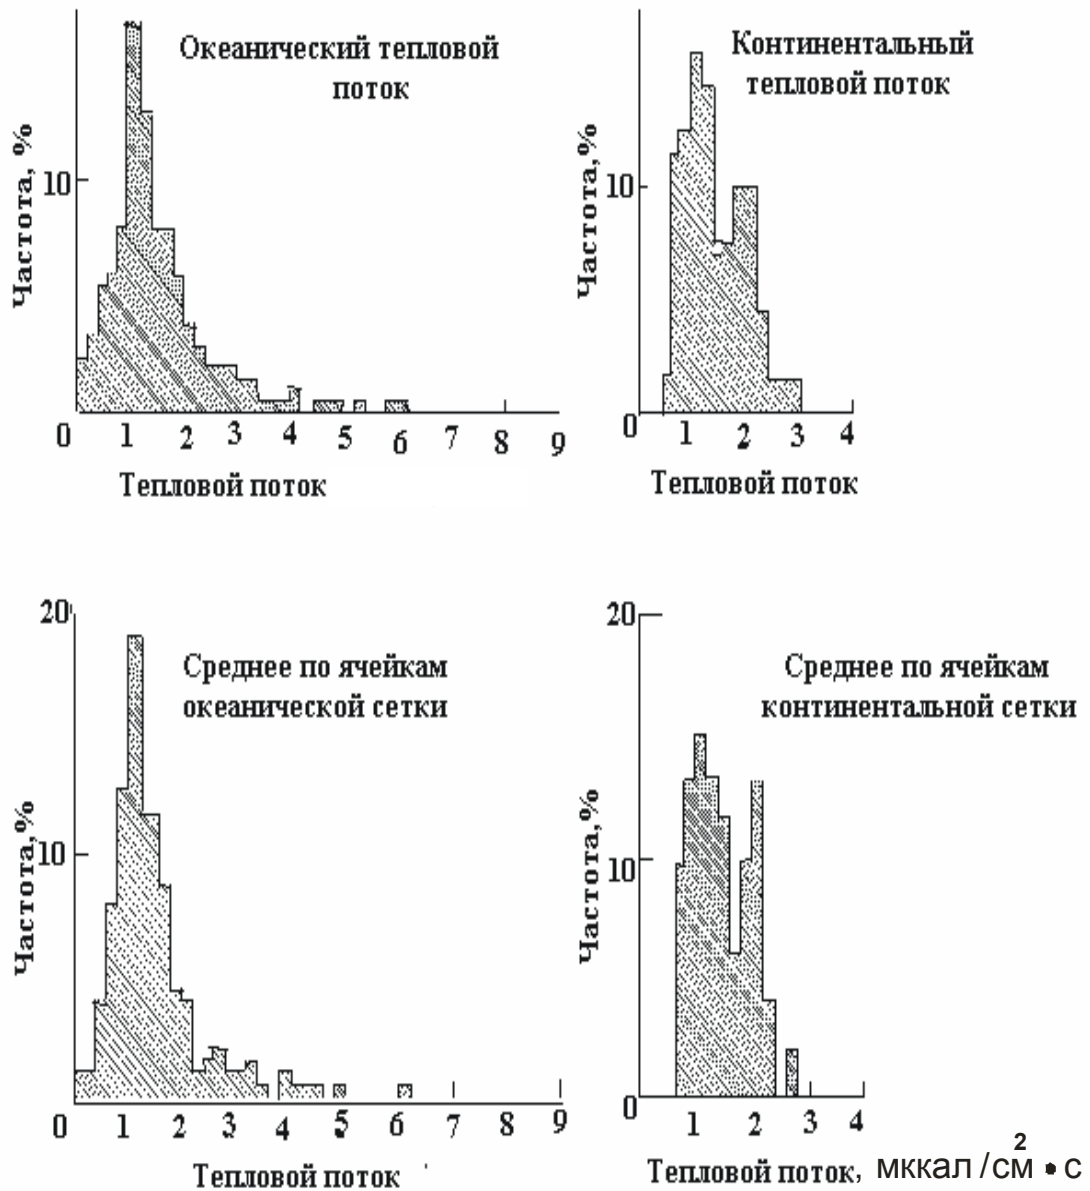 Океанический тепловой
поток
Частота, %
10
0 1 2 3 4 5 6 7 8 9
Тепловой поток
Континентальный
тепловой поток
Частота,%
10
0 1 2 3 4
Тепловой поток
20
Среднее по ячейкам
океанической сетки
Частота,%
10
0 1 2 3 4 5 6 7 8 9
Тепловой поток
20
Среднее по ячейкам
континентальной сетки
Частота,%
10
0 1 2 3 4
Тепловой поток, мккал /см² • с